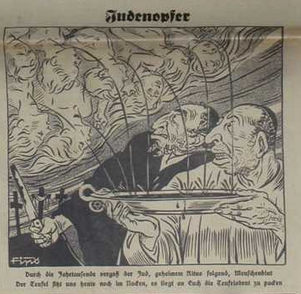 Judenopfer
FIPS
Durch die Jahrtausende vergoß der Jud, geheimem Ritus folgend, Menschenblut
Der Teufel sitzt uns heute noch im Nacken, es liegt an Euch die Teufelsbrut zu packen